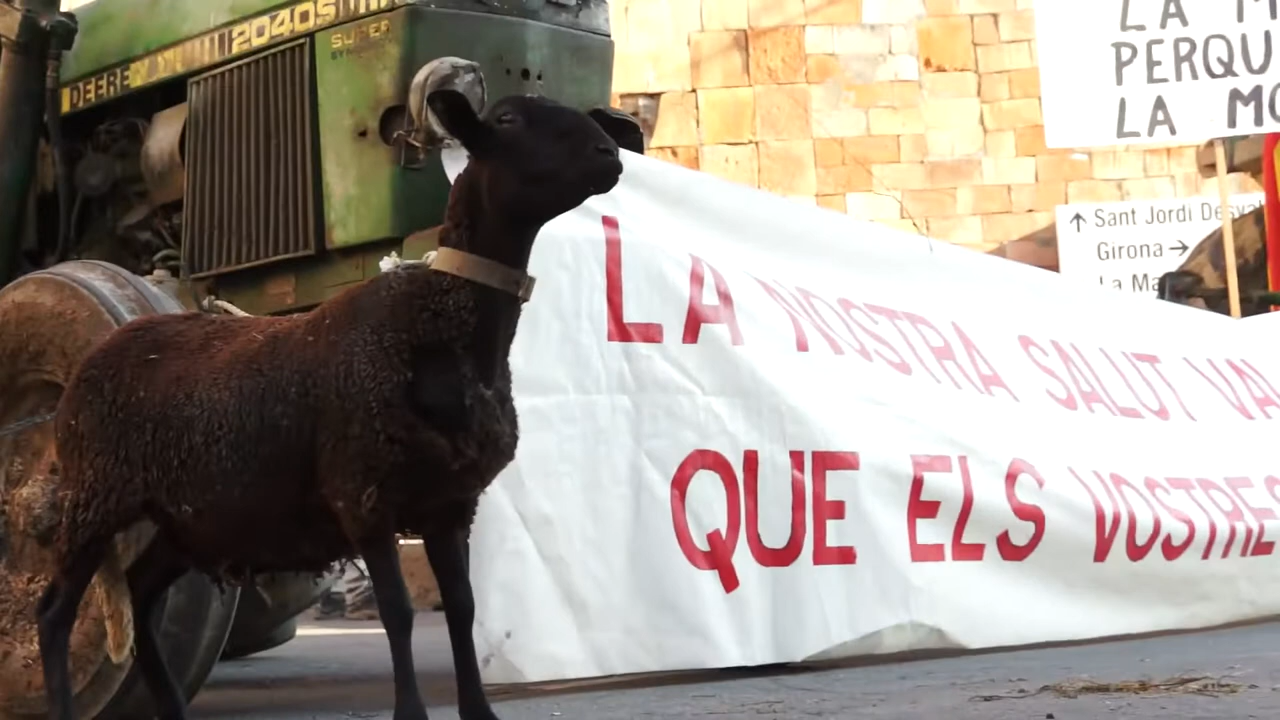 DEERE
2040S
SUPER
LA
PERQU
LA MO
↑ Sant Jordi Desval
Girona →
La Ma
LA NOSTRA SALUT VAL
QUE ELS VOSTRES